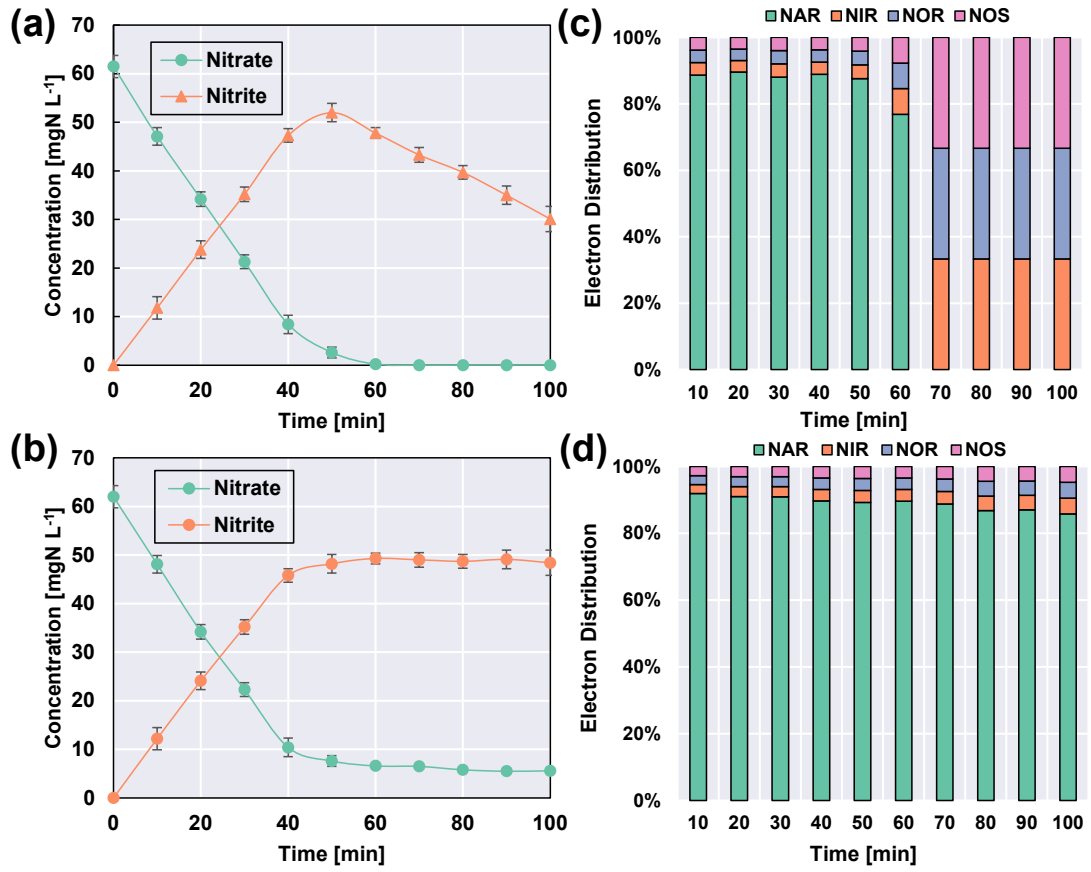 (a)
70
60
50
40
30
20
10
0
Concentration [mgN L-1]
Nitrate
Nitrite
0 20 40 60 80 100
Time [min]
(c)
NAR NIR NOR NOS
100%
80%
60%
40%
20%
0%
Electron Distribution
10 20 30 40 50 60 70 80 90 100
Time [min]
(b)
70
60
50
40
30
20
10
0
Concentration [mgN L-1]
Nitrate
Nitrite
0 20 40 60 80 100
Time [min]
(d)
NAR NIR NOR NOS
100%
80%
60%
40%
20%
0%
Electron Distribution
10 20 30 40 50 60 70 80 90 100
Time [min]